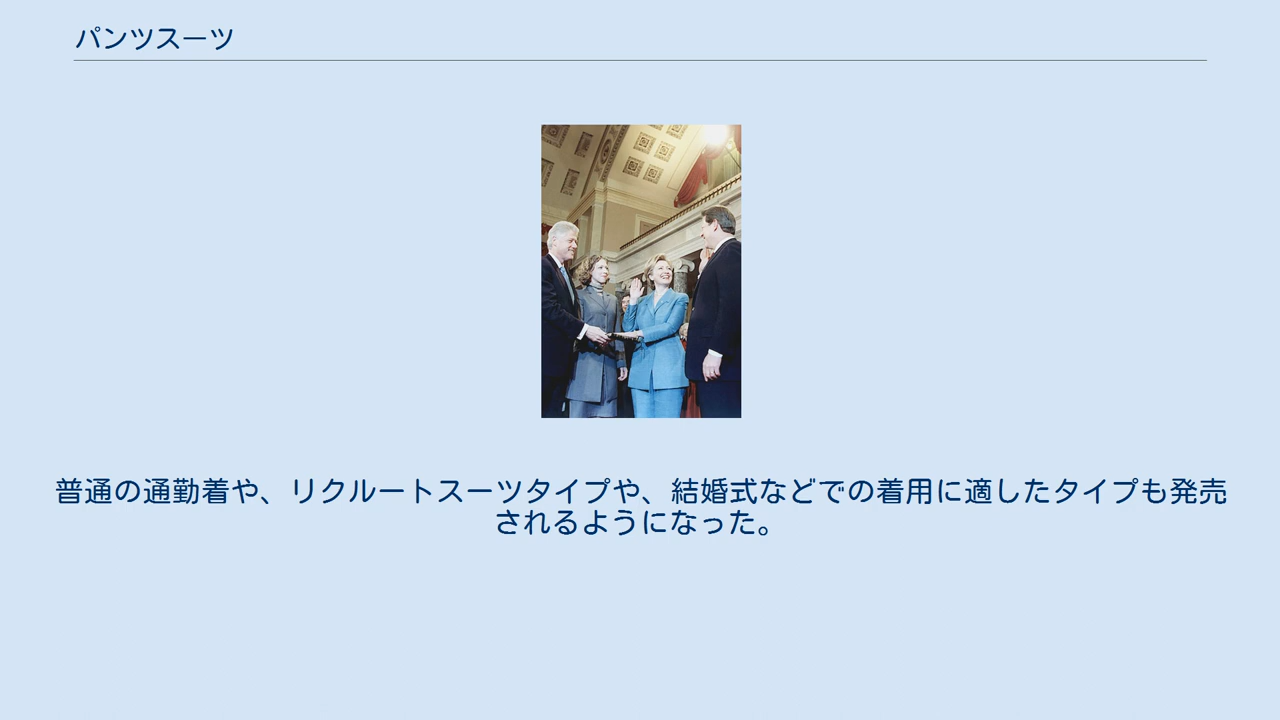 パンツスーツ
普通の通勤着や、リクルートスーツタイプや、結婚式などでの着用に適したタイプも発売
されるようになった。